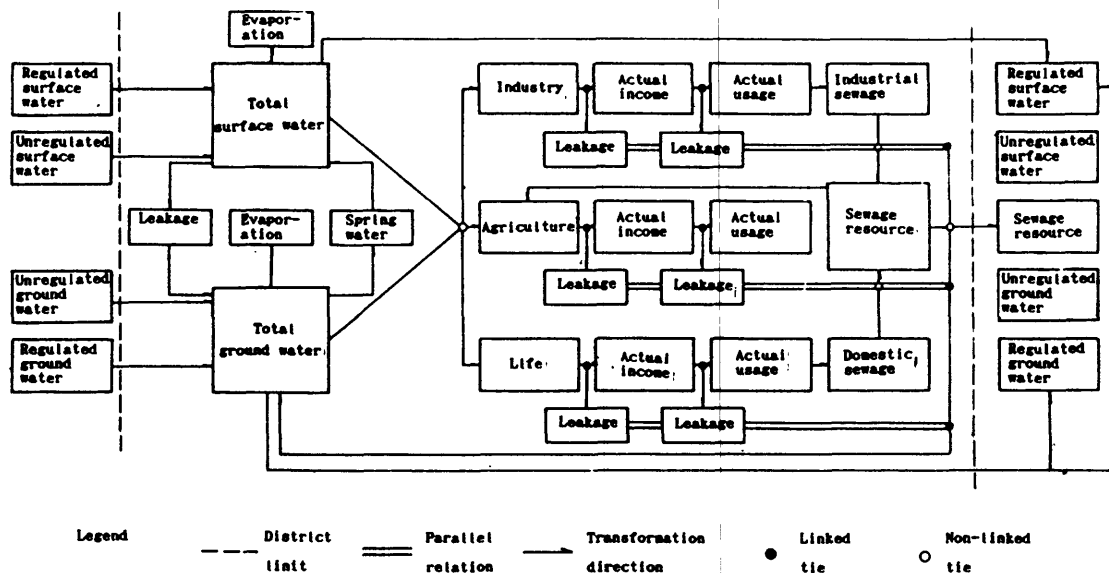 Evapor-
ation
Regulated
surface
water
Unregulated
surface
water
Total
surface water
Leakage
Evaporation
Spring
water
Unregulated
ground
water
Regulated
ground
water
Total
ground water
Industry
Actual
income
Actual
usage
Industrial
sewage
Leakage
Leakage
Agriculture
Actual
income
Actual
usage
Sewage
resource
Leakage
Leakage
Life
Actual
income
Actual
usage
Domestic
sewage
Leakage
Leakage
Regulated
surface
water
Unregulated
surface
water
Sewage
resource
Unregulated
ground
water
Regulated
ground
water
Legend
District
limit
Parallel
relation
Transformation
direction
Linked
tie
Non-linked
tie